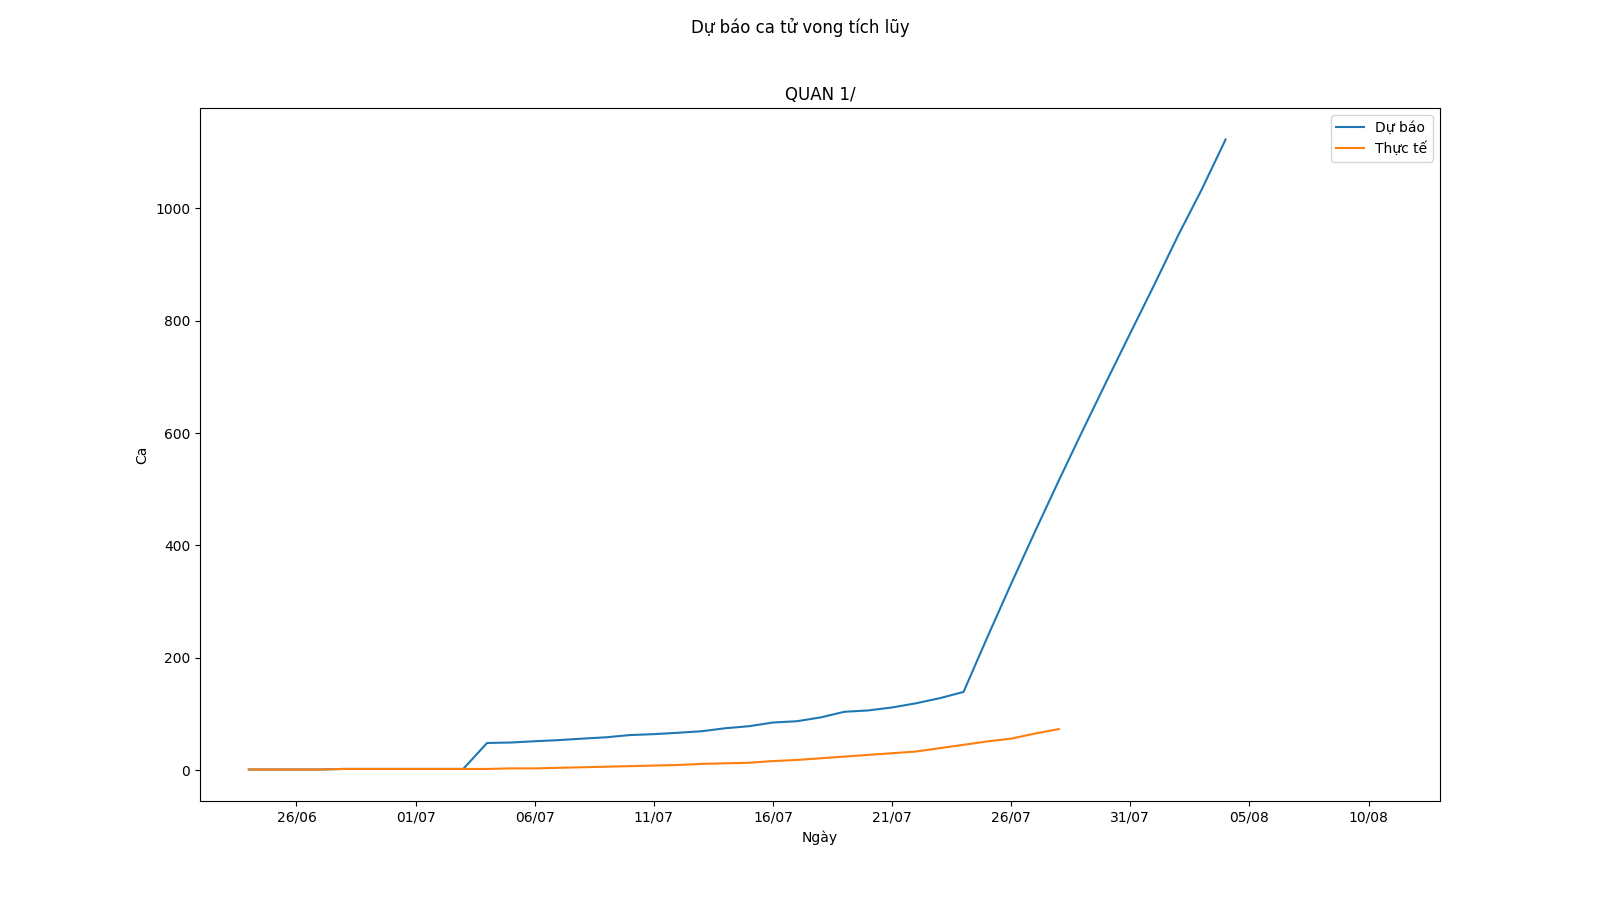 Dự báo ca tử vong tích lũy
QUAN 1/
Dự báo
Thực tế
1000
800
600
400
200
0
Ca
26/06 01/07 06/07 11/07 16/07 21/07 26/07 31/07 05/08 10/08
Ngày